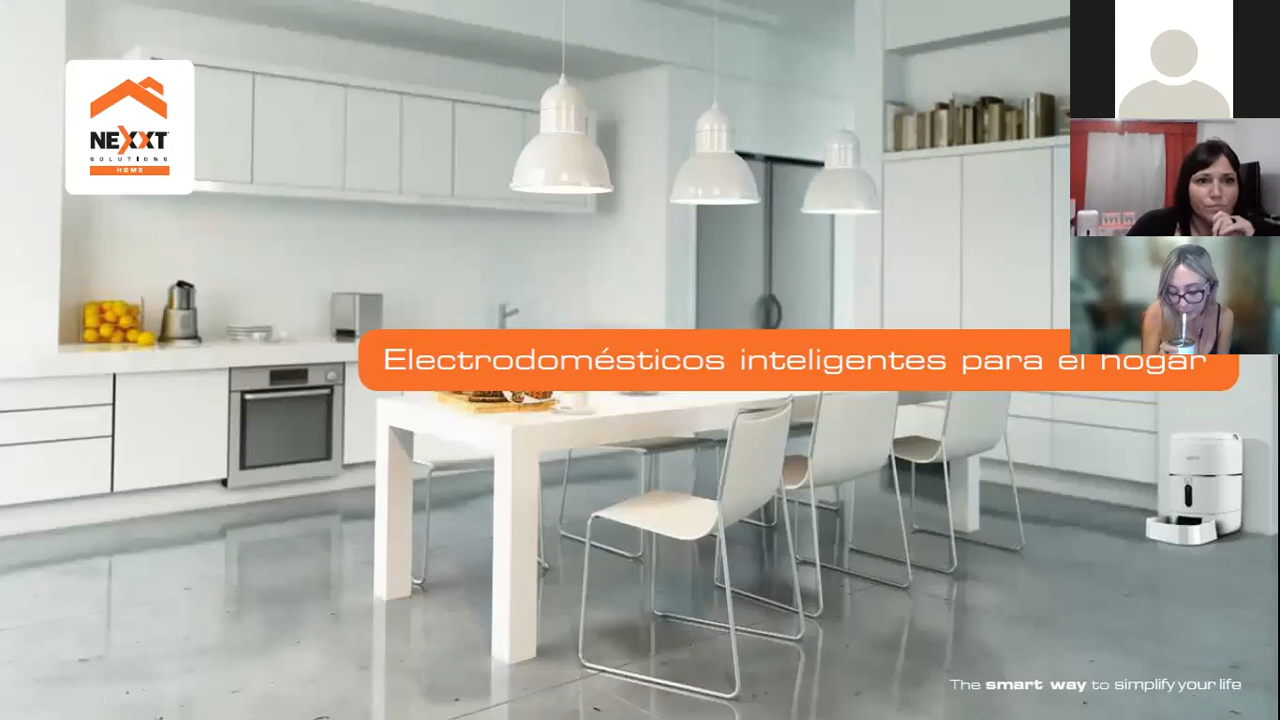 NEXXT
SOLUTIONS
HOME
Electrodomésticos inteligentes para el hogar
The smart way to simplify your life